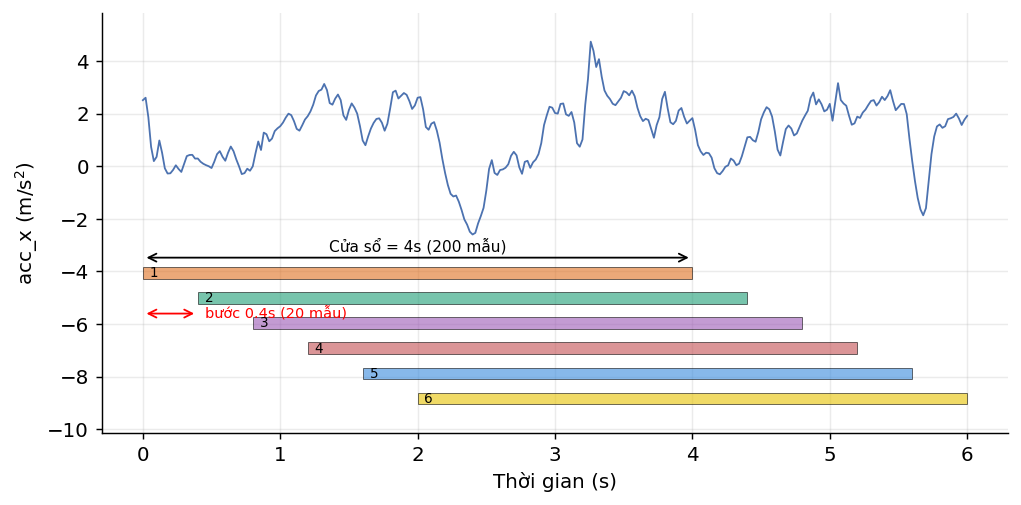 4
2
0
−2
−4
−6
−8
−10
acc_x (m/s²)
Cửa sổ = 4s (200 mẫu)
1
2
bước 0.4s (20 mẫu)
3
4
5
6
0 1 2 3 4 5 6
Thời gian (s)